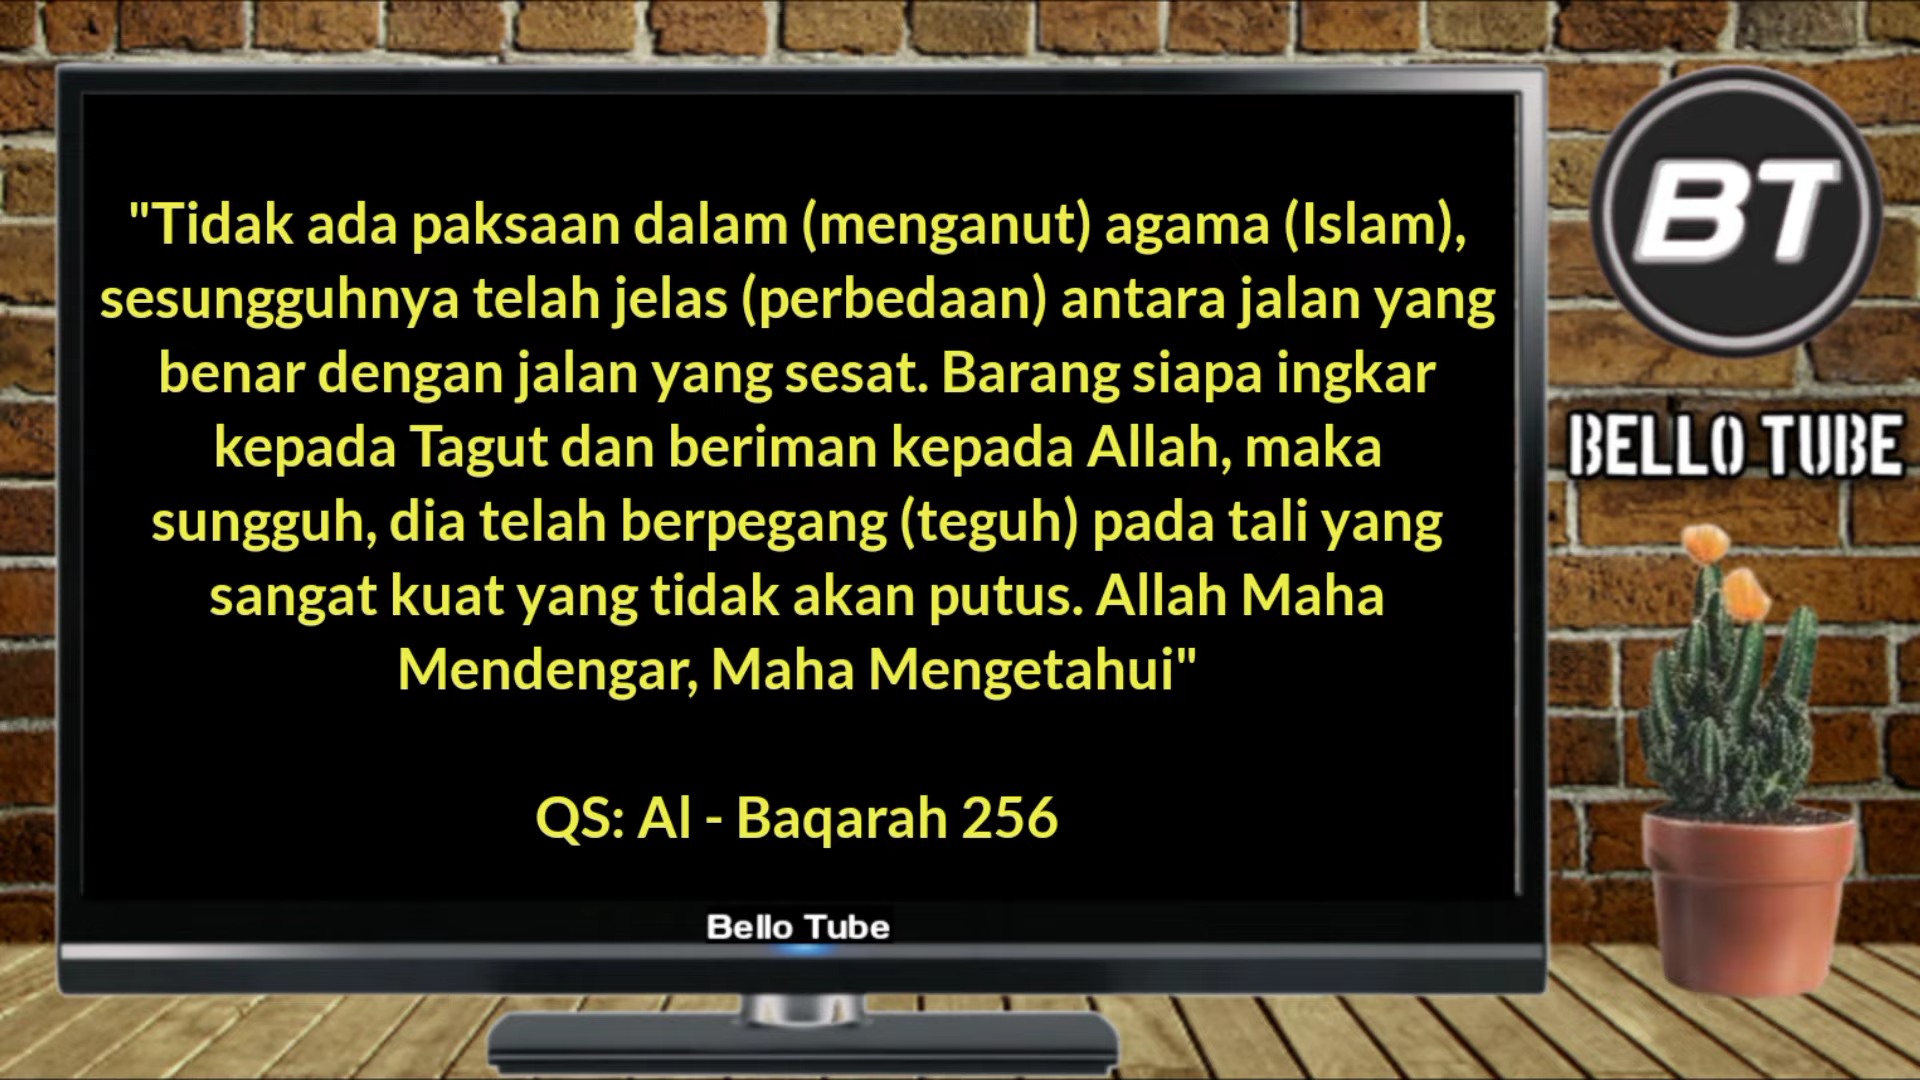 "Tidak ada paksaan dalam (menganut) agama (Islam),
sesungguhnya telah jelas (perbedaan) antara jalan yang
benar dengan jalan yang sesat. Barang siapa ingkar
kepada Tagut dan beriman kepada Allah, maka
sungguh, dia telah berpegang (teguh) pada tali yang
sangat kuat yang tidak akan putus. Allah Maha
Mendengar, Maha Mengetahui"
QS: Al - Baqarah 256
Bello Tube
BT
BELLO TUBE